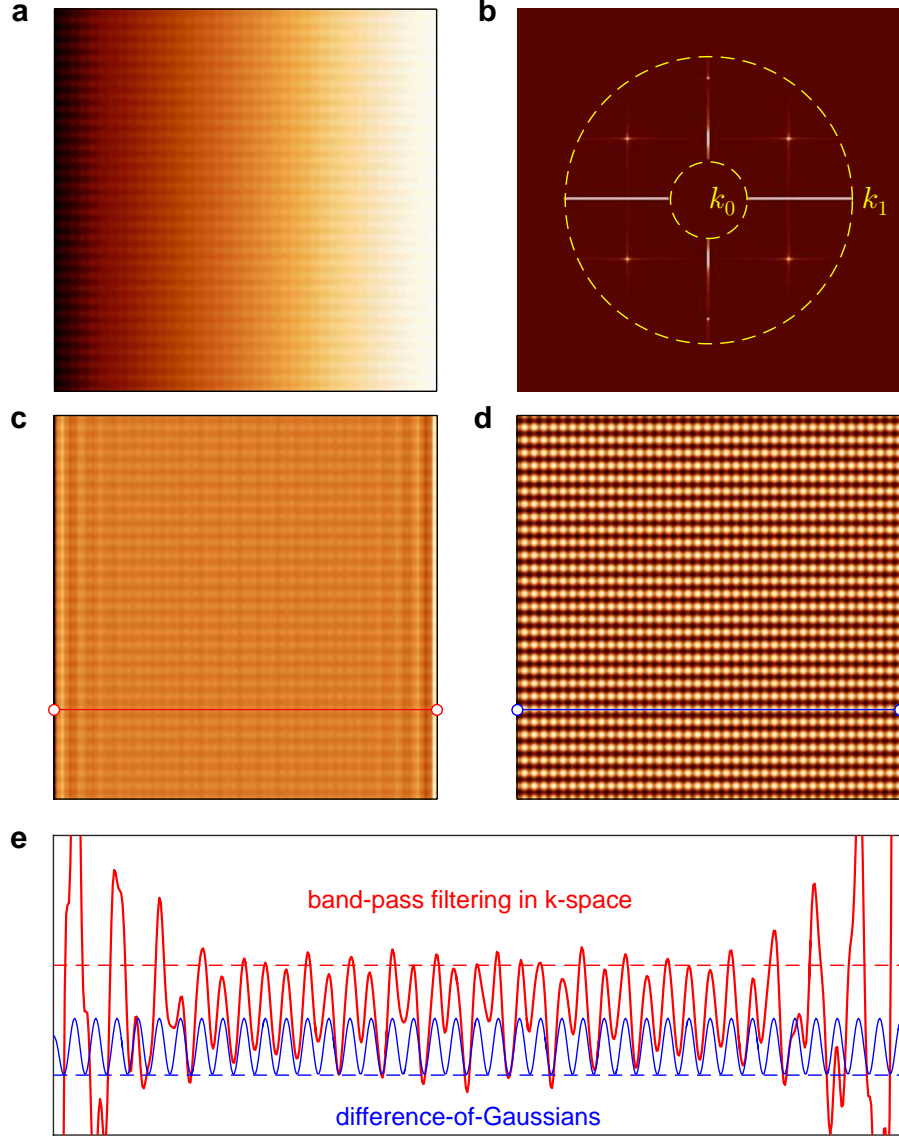 a
b
k₀
k₁
c
d
e
band-pass filtering in k-space
difference-of-Gaussians